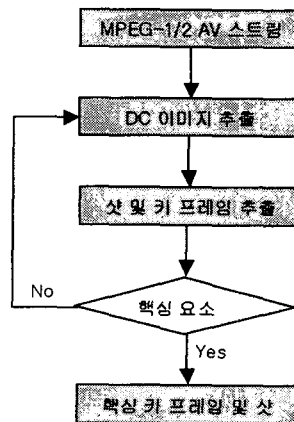 MPEG-1/2 AV 스트림
DC 이미지 추출
샷 및 키 프레임 추출
핵심 요소
No
Yes
핵심 키 프레임 및 샷